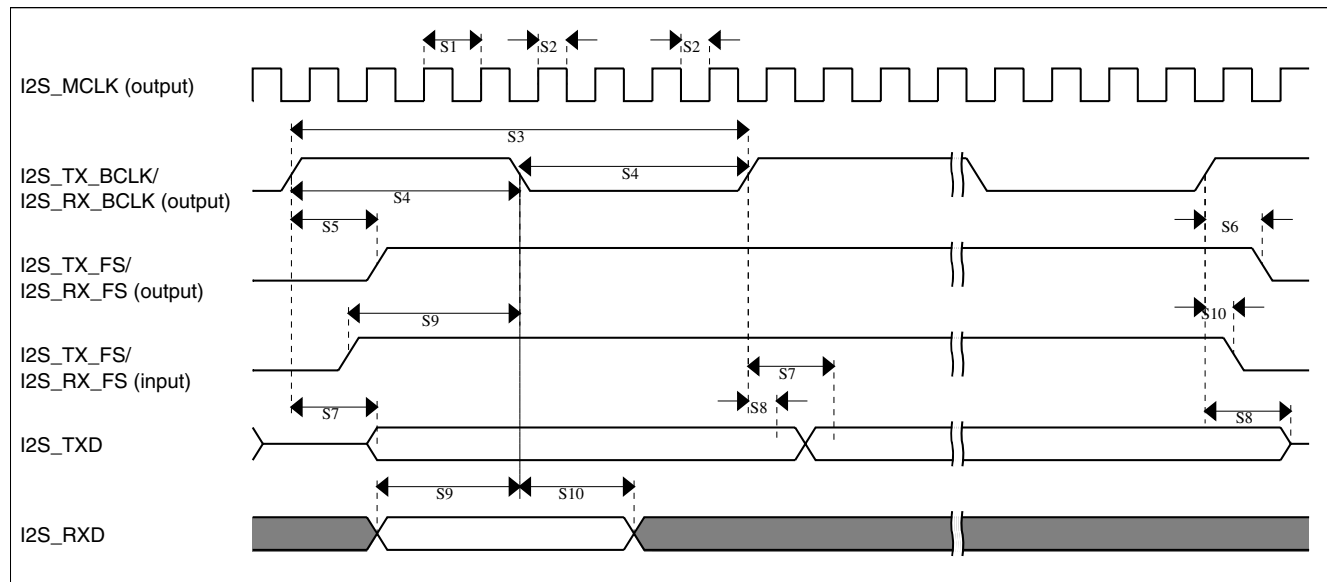 S1 S2 S2
I2S_MCLK (output)
S3
I2S_TX_BCLK/
I2S_RX_BCLK (output)
S4
S4
S5
S6
I2S_TX_FS/
I2S_RX_FS (output)
S9
S10
I2S_TX_FS/
I2S_RX_FS (input)
S7
S8
S7
S8
I2S_TXD
S9
S10
I2S_RXD